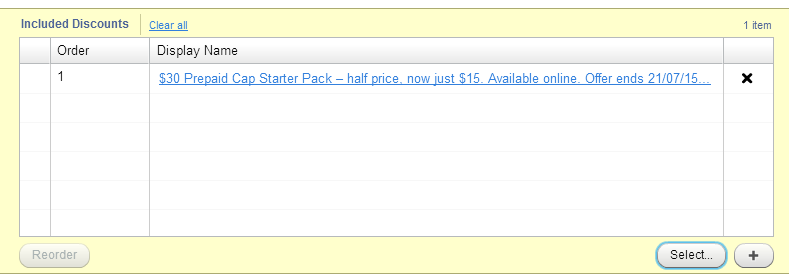 Included Discounts Clear all 1 item
Order Display Name
1 $30 Prepaid Cap Starter Pack – half price, now just $15. Available online. Offer ends 21/07/15...
Reorder Select... +